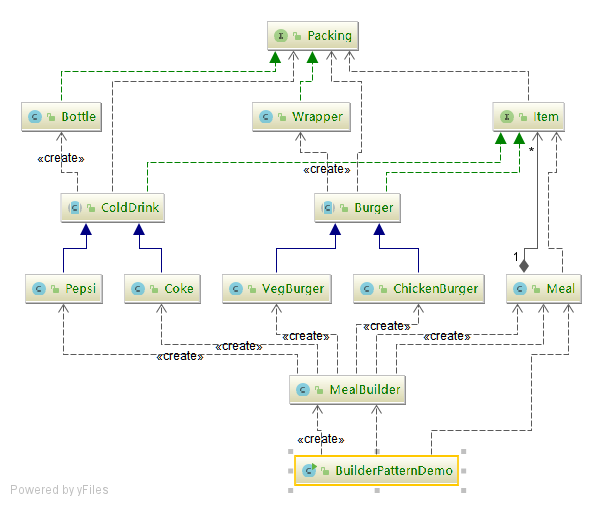 I Packing
C Bottle
C Wrapper
I Item
*
«create»
«create»
C ColdDrink
C Burger
1
C Pepsi
C Coke
C VegBurger
C ChickenBurger
C Meal
«create»
«create»
«create»
«create»
«create»
C MealBuilder
«create»
C BuilderPatternDemo
Powered by yFiles